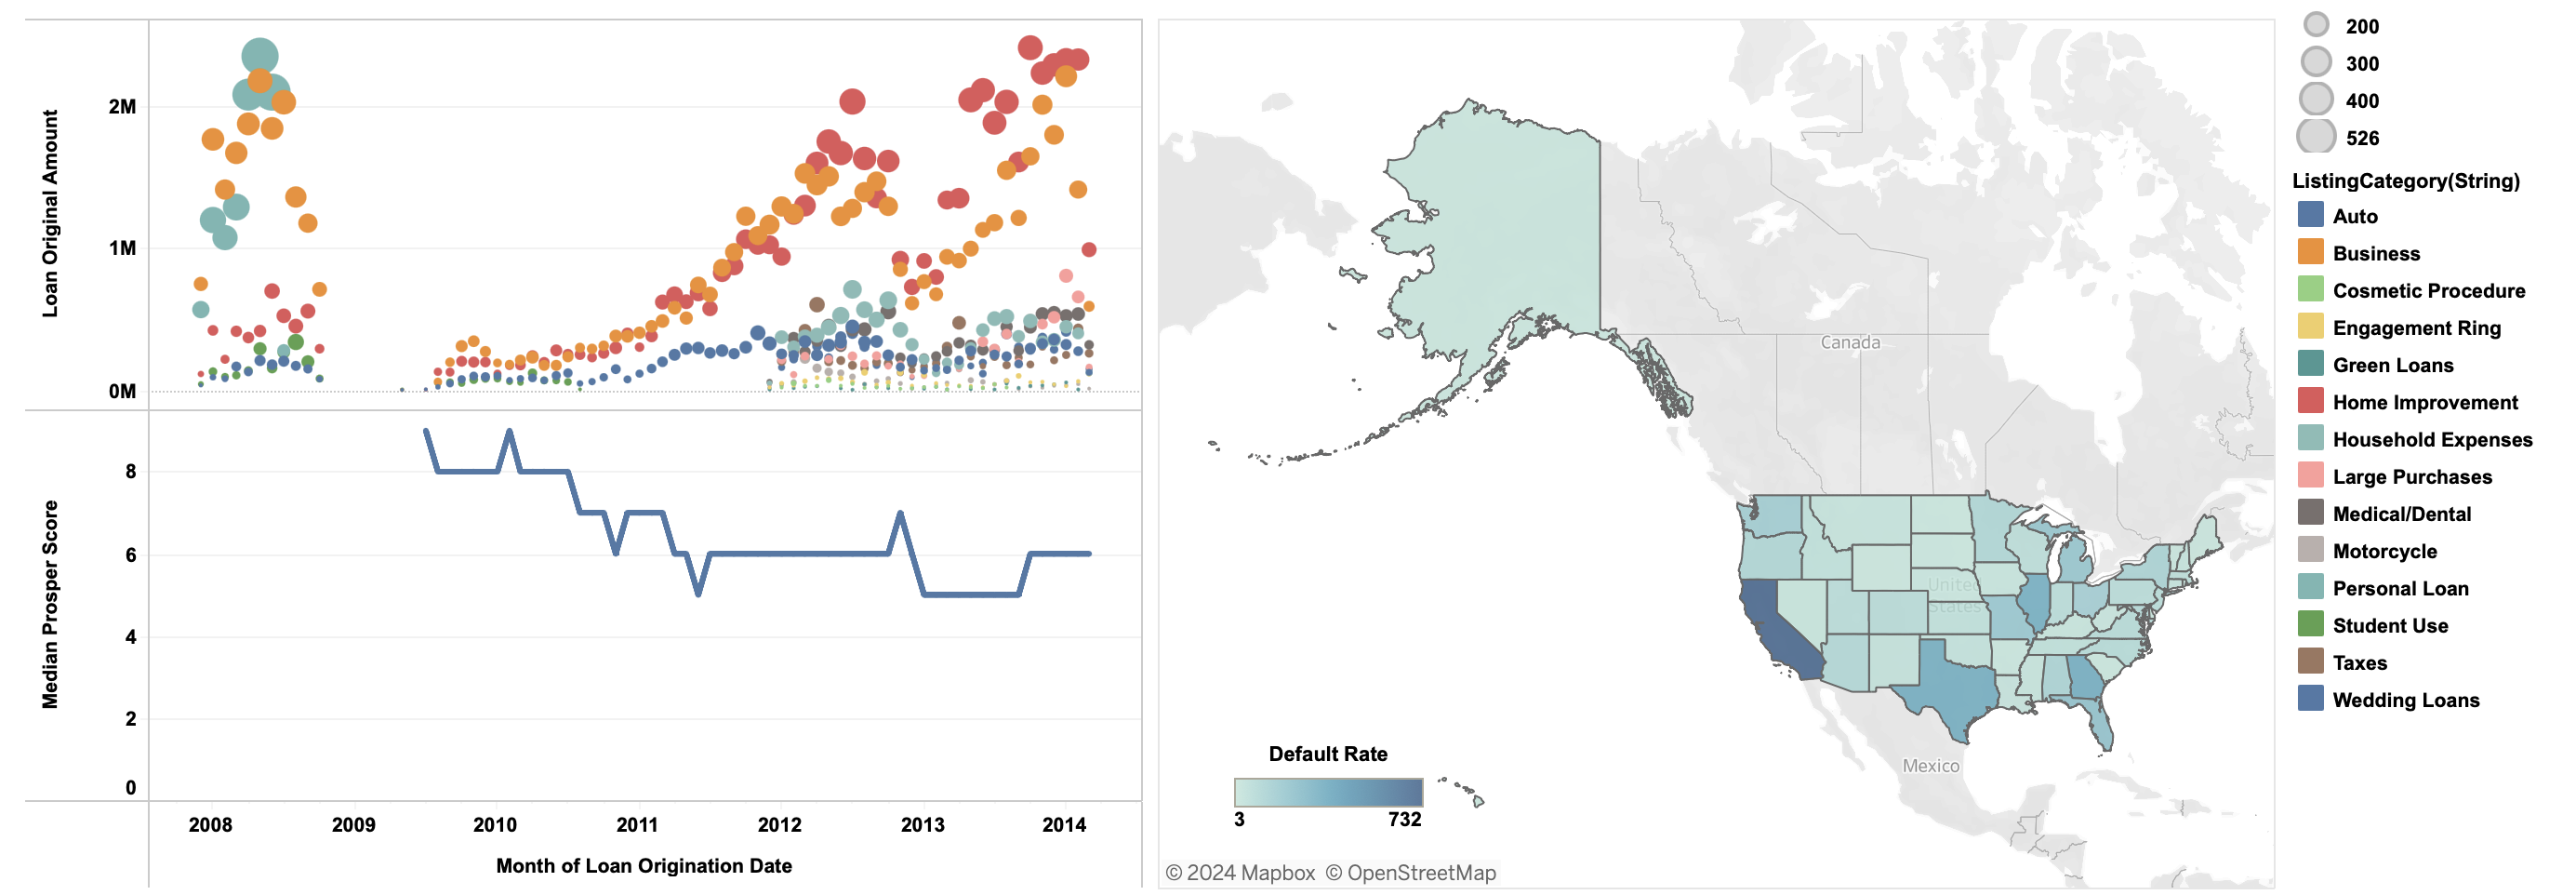 Loan Original Amount
2M
1M
0M
Median Prosper Score
8
6
4
2
0
2008 2009 2010 2011 2012 2013 2014
Month of Loan Origination Date
Canada
United
States
Mexico
Default Rate
3 732
© 2024 Mapbox © OpenStreetMap
200
300
400
526
ListingCategory(String)
Auto
Business
Cosmetic Procedure
Engagement Ring
Green Loans
Home Improvement
Household Expenses
Large Purchases
Medical/Dental
Motorcycle
Personal Loan
Student Use
Taxes
Wedding Loans